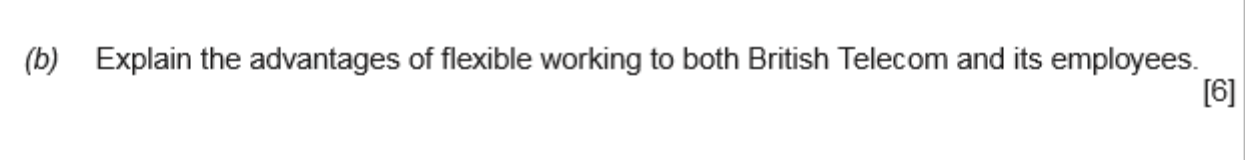 (b) Explain the advantages of flexible working to both British Telecom and its employees.
[6]